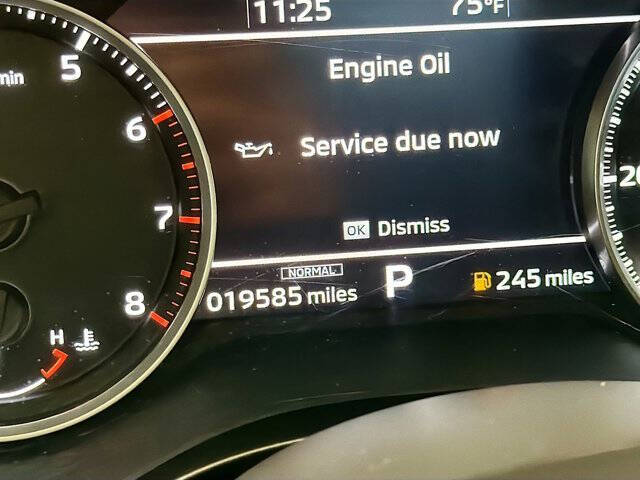 11:25 75°F
Engine Oil
Service due now
OK Dismiss
NORMAL
019585 miles P 245 miles
5
min
6
7
8
H
20